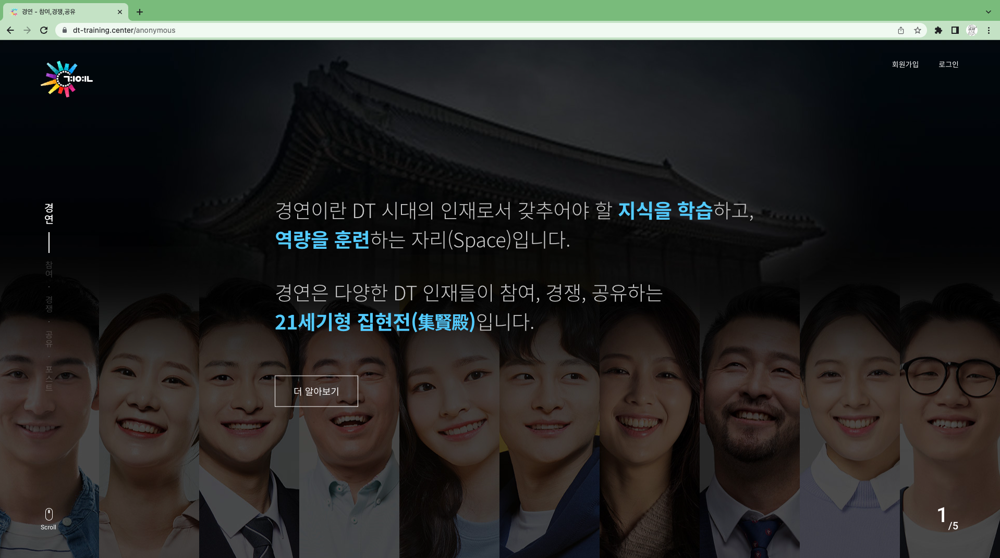 경연 - 참여,경쟁,공유
dt-training.center/anonymous
회원가입
로그인
경연
참여 · 경쟁 · 공유 · 포스트
경연이란 DT 시대의 인재로서 갖추어야 할 지식을 학습하고,
역량을 훈련하는 자리(Space)입니다.
경연은 다양한 DT 인재들이 참여, 경쟁, 공유하는
21세기형 집현전(集賢殿)입니다.
더 알아보기
Scroll
1/5